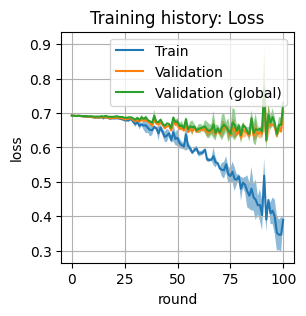 Training history: Loss
Train
Validation
Validation (global)
0.9
0.8
0.7
0.6
0.5
0.4
0.3
loss
0
25
50
75
100
round